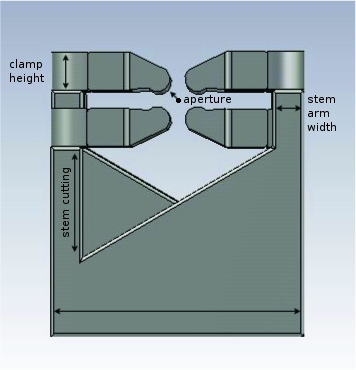 clamp
height
aperture
stem
arm
width
stem cutting